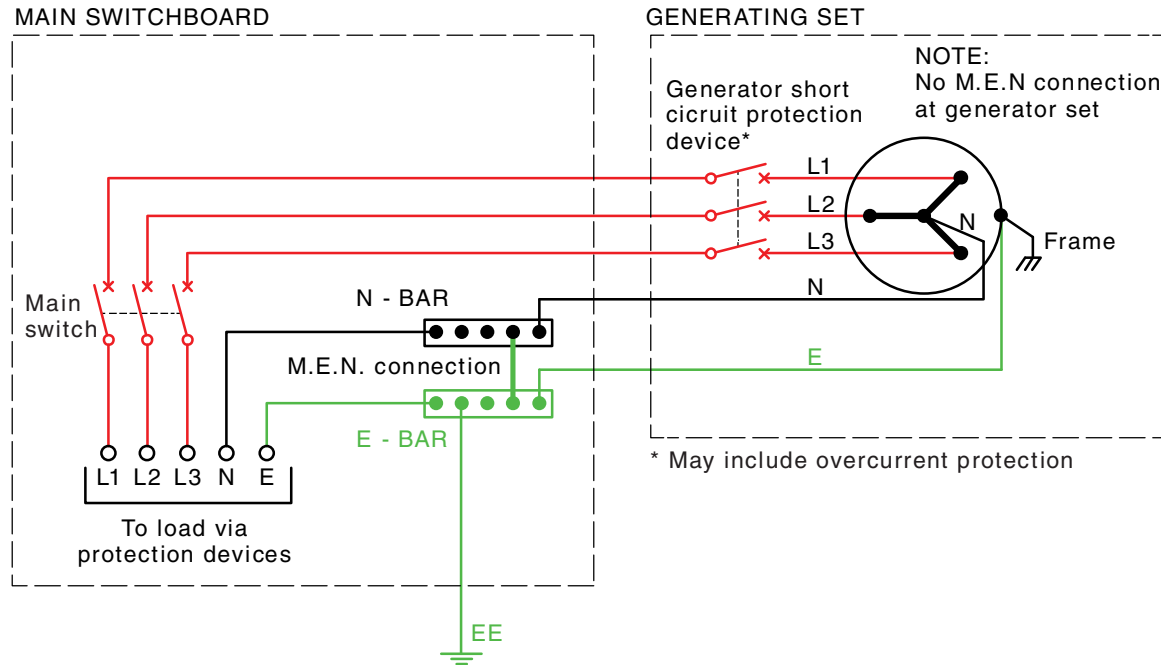 MAIN SWITCHBOARD
GENERATING SET
NOTE:
No M.E.N connection
at generator set
Generator short
cicruit protection
device*
L1
L2
L3
N
N
Frame
Main
switch
N - BAR
M.E.N. connection
E
E - BAR
L1 L2 L3 N E
To load via
protection devices
* May include overcurrent protection
EE